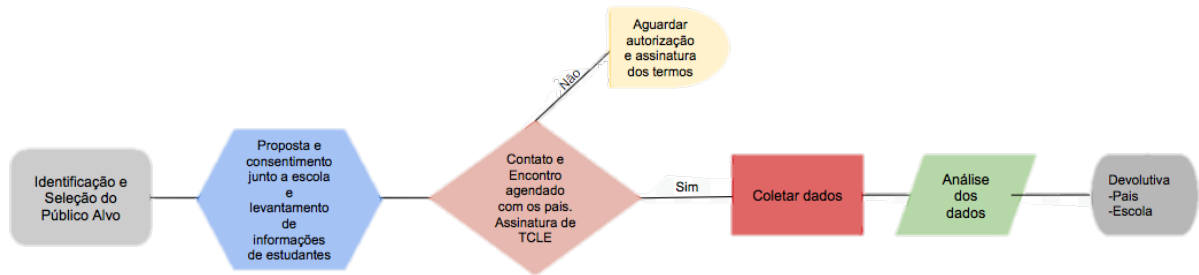 Identificação e
Seleção do
Público Alvo
Proposta e
consentimento
junto a escola
e
levantamento
de
informações
de estudantes
Contato e
Encontro
agendado
com os pais.
Assinatura de
TCLE
Não
Aguardar
autorização
e assinatura
dos termos
Sim
Coletar dados
Análise
dos
dados
Devolutiva
-Pais
-Escola